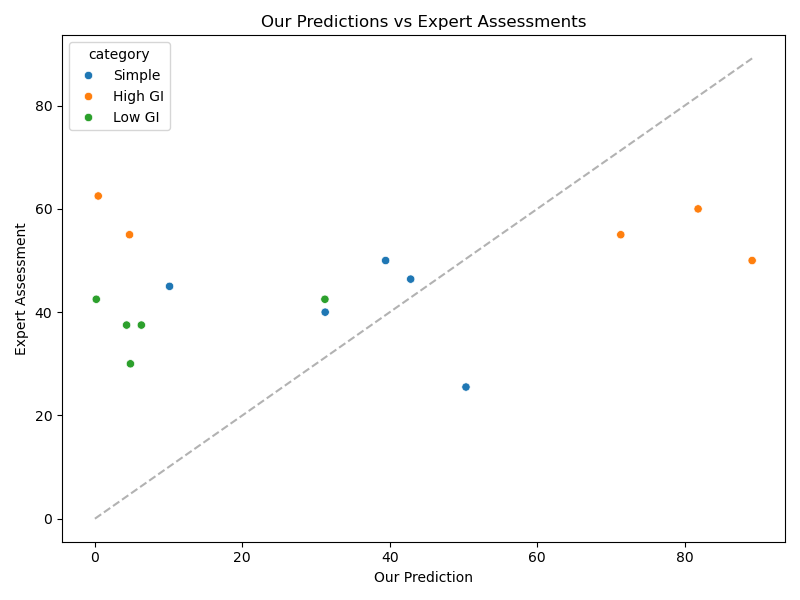 Our Predictions vs Expert Assessments
category
Simple
High GI
Low GI
80
60
40
20
0
Expert Assessment
0 20 40 60 80
Our Prediction